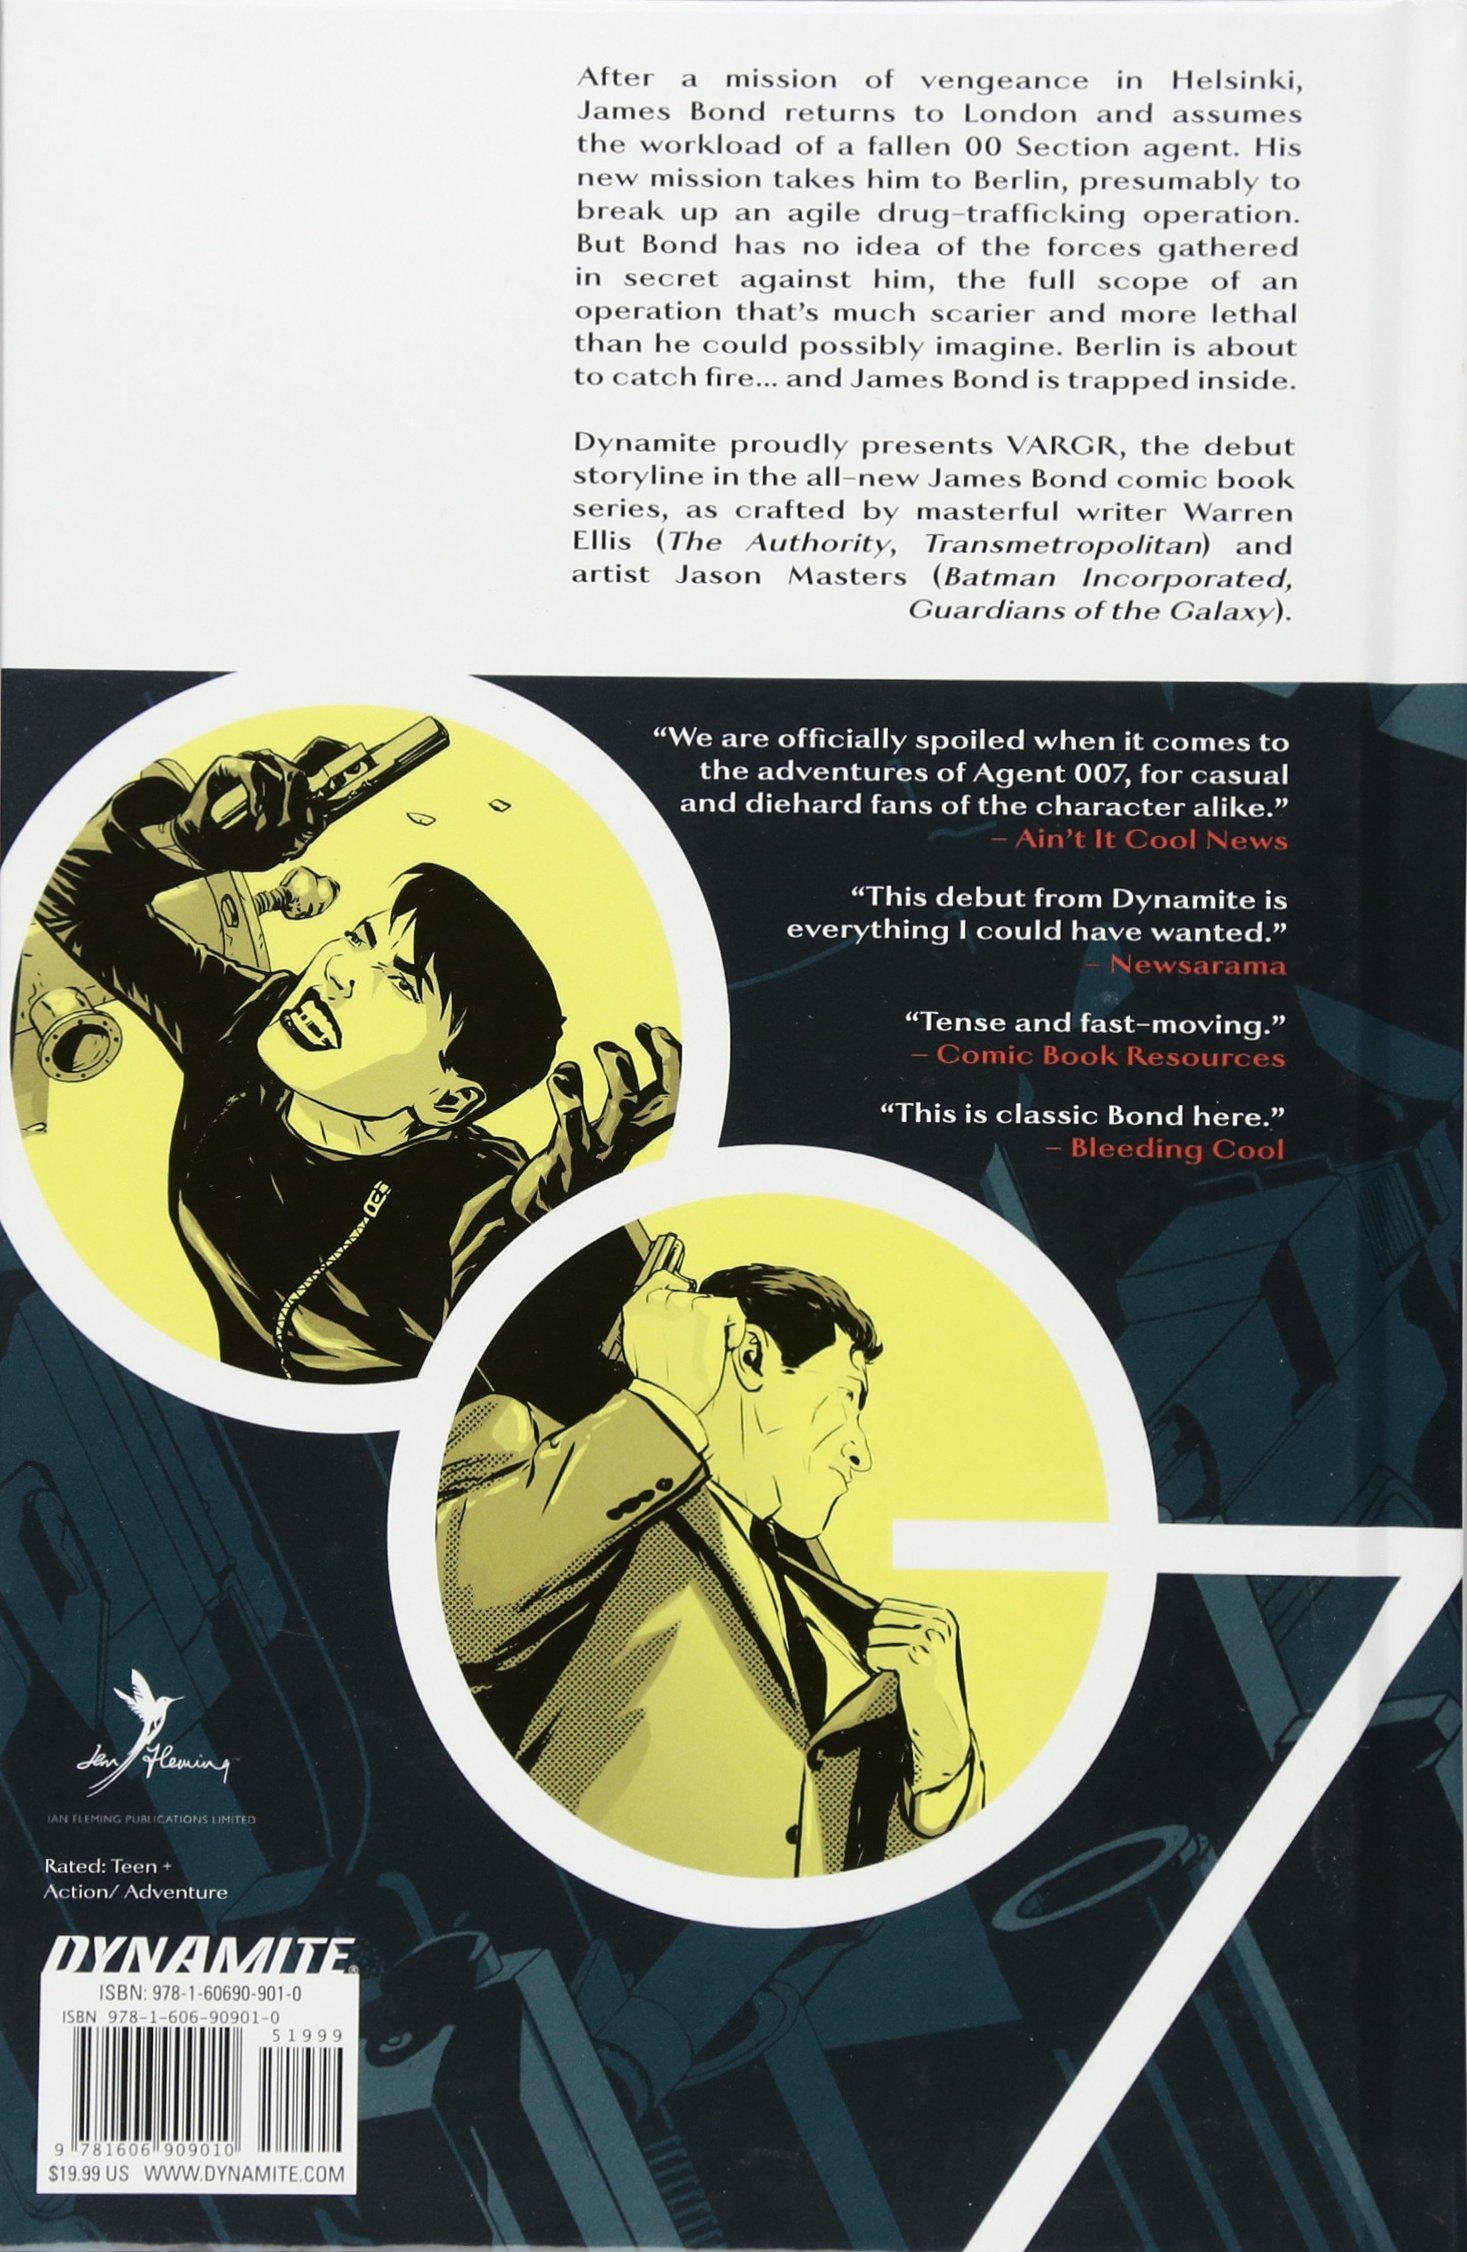 After a mission of vengeance in Helsinki,
James Bond returns to London and assumes
the workload of a fallen 00 Section agent. His
new mission takes him to Berlin, presumably to
break up an agile drug-trafficking operation.
But Bond has no idea of the forces gathered
in secret against him, the full scope of an
operation that's much scarier and more lethal
than he could possibly imagine. Berlin is about
to catch fire... and James Bond is trapped inside.
Dynamite proudly presents VARGR, the debut
storyline in the all-new James Bond comic book
series, as crafted by masterful writer Warren
Ellis (The Authority, Transmetropolitan) and
artist Jason Masters (Batman Incorporated,
Guardians of the Galaxy).
“We are officially spoiled when it comes to
the adventures of Agent 007, for casual
and diehard fans of the character alike.”
– Ain't It Cool News
“This debut from Dynamite is
everything I could have wanted.”
– Newsarama
“Tense and fast-moving.”
– Comic Book Resources
“This is classic Bond here.”
– Bleeding Cool
007
Ian Fleming
IAN FLEMING PUBLICATIONS LIMITED
Rated: Teen +
Action/ Adventure
DYNAMITE®
ISBN: 978-1-60690-901-0
ISBN 978-1-606-90901-0
51999
9 781606 909010
$19.99 US WWW.DYNAMITE.COM